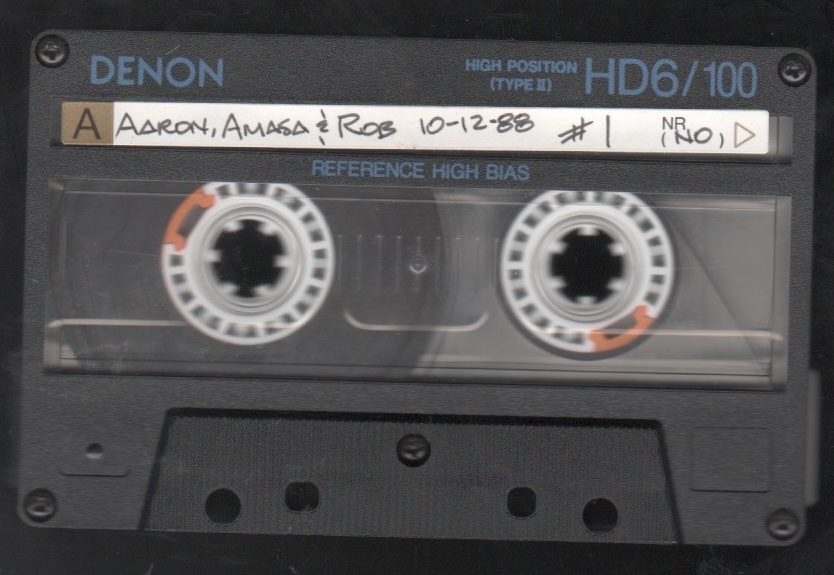 DENON
HIGH POSITION
(TYPE II)
HD6/100
A AARON, AMASA & ROB 10-12-88 # 1 NR (NO, )
REFERENCE HIGH BIAS